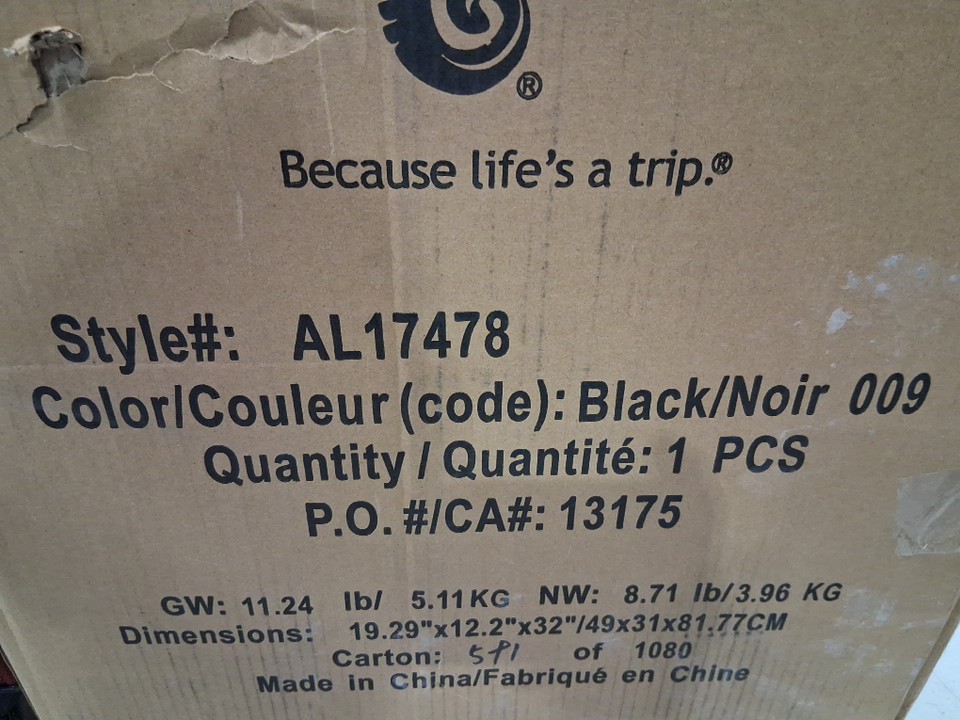 ®
Because life's a trip.®
Style#: AL17478
Color/Couleur (code): Black/Noir 009
Quantity / Quantité: 1 PCS
P.O. #/CA#: 13175
GW: 11.24 lb/ 5.11KG NW: 8.71 lb/3.96 KG
Dimensions: 19.29"x12.2"x32"/49x31x81.77CM
Carton: 591 of 1080
Made in China/Fabriqué en Chine